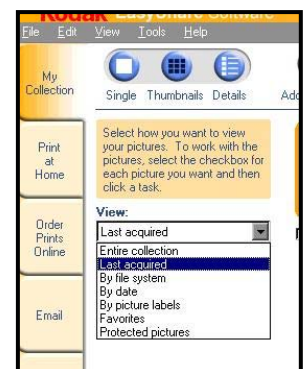 Kodak EasyShare Software
File Edit View Tools Help
My
Collection
Single Thumbnails Details
Select how you want to view
your pictures. To work with the
pictures, select the checkbox for
each picture you want and then
click a task.
Print
at
Home
View:
Last acquired
Order
Prints
Online
Entire collection
Last acquired
By file system
By date
By picture labels
Favorites
Protected pictures
Email